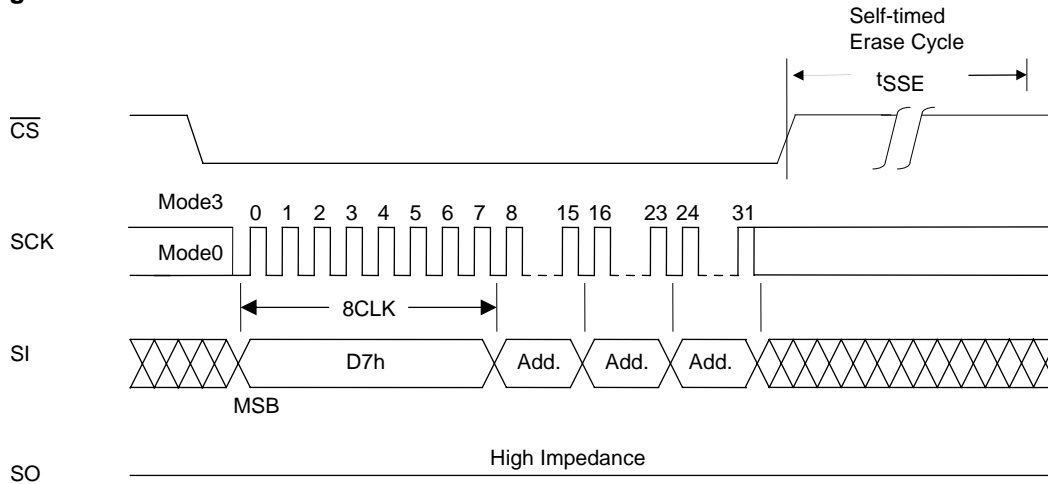 Self-timed
Erase Cycle
tSSE
CS
Mode3
0 1 2 3 4 5 6 7 8 15 16 23 24 31
SCK
Mode0
8CLK
SI
D7h Add. Add. Add.
MSB
High Impedance
SO